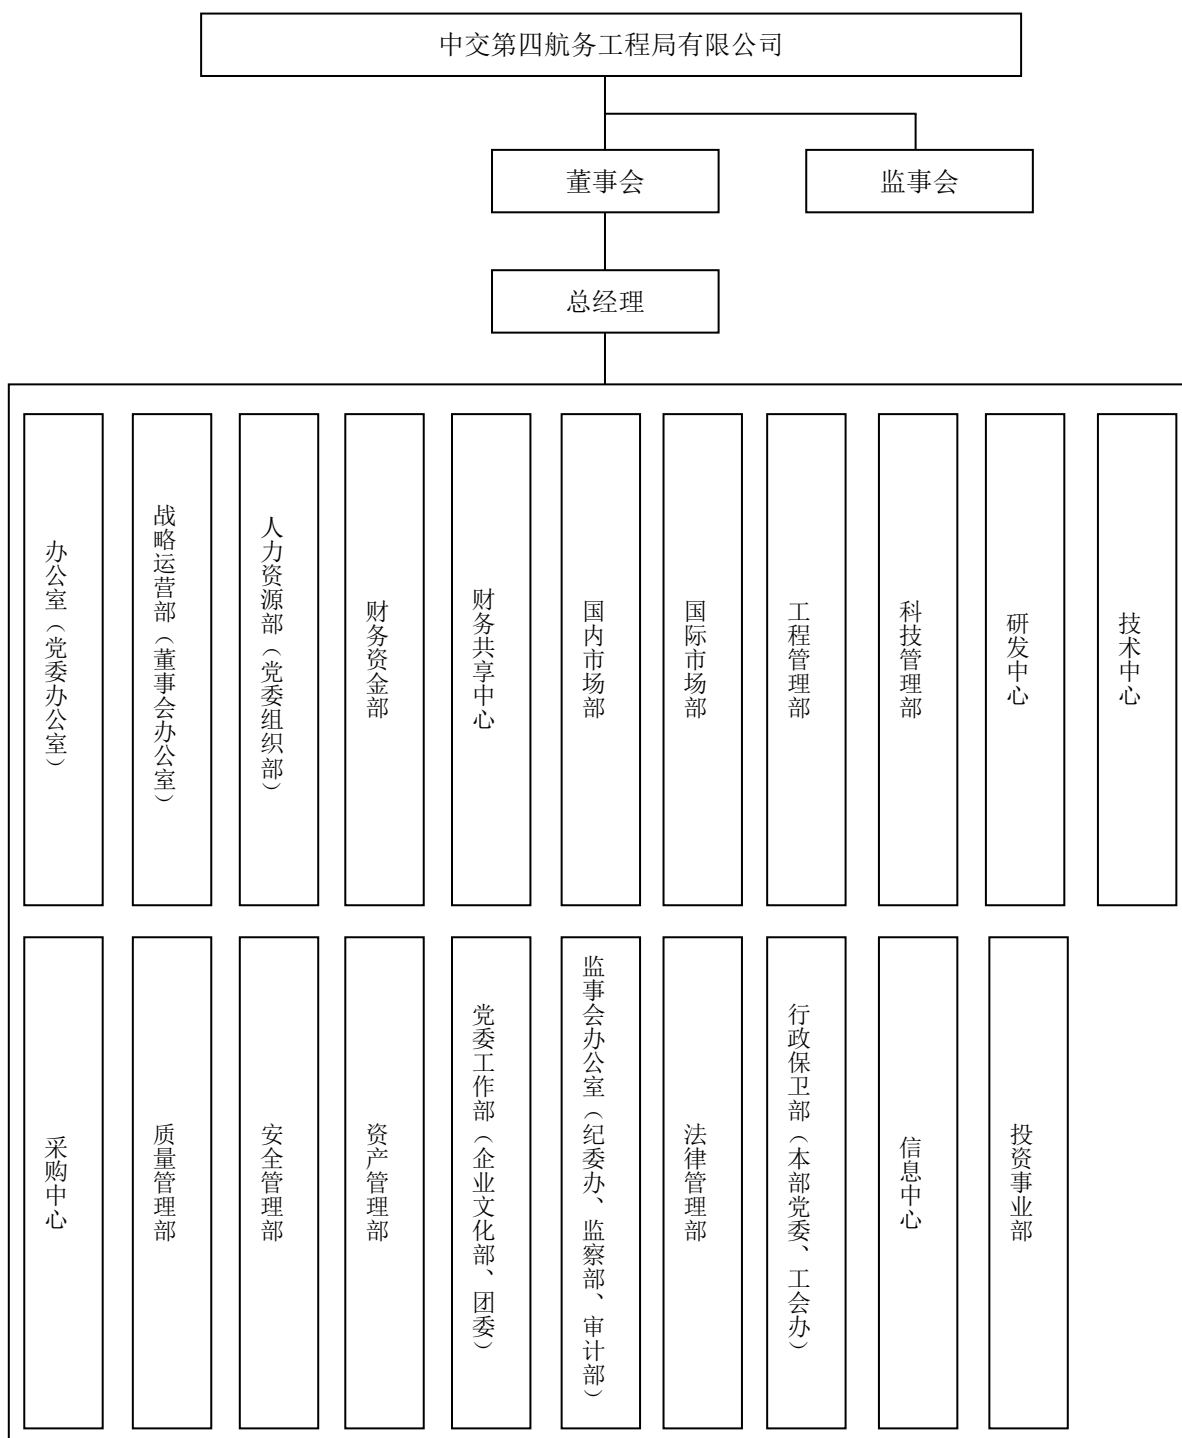 中交第四航务工程局有限公司
董事会
监事会
总经理
办公室（党委办公室）
战略运营部（董事会办公室）
人力资源部（党委组织部）
财务资金部
财务共享中心
国内市场部
国际市场部
工程管理部
科技管理部
研发中心
技术中心
采购中心
质量管理部
安全管理部
资产管理部
党委工作部（企业文化部、团委）
监事会办公室（纪委办、监察部、审计部）
法律管理部
行政保卫部（本部党委、工会办）
信息中心
投资事业部